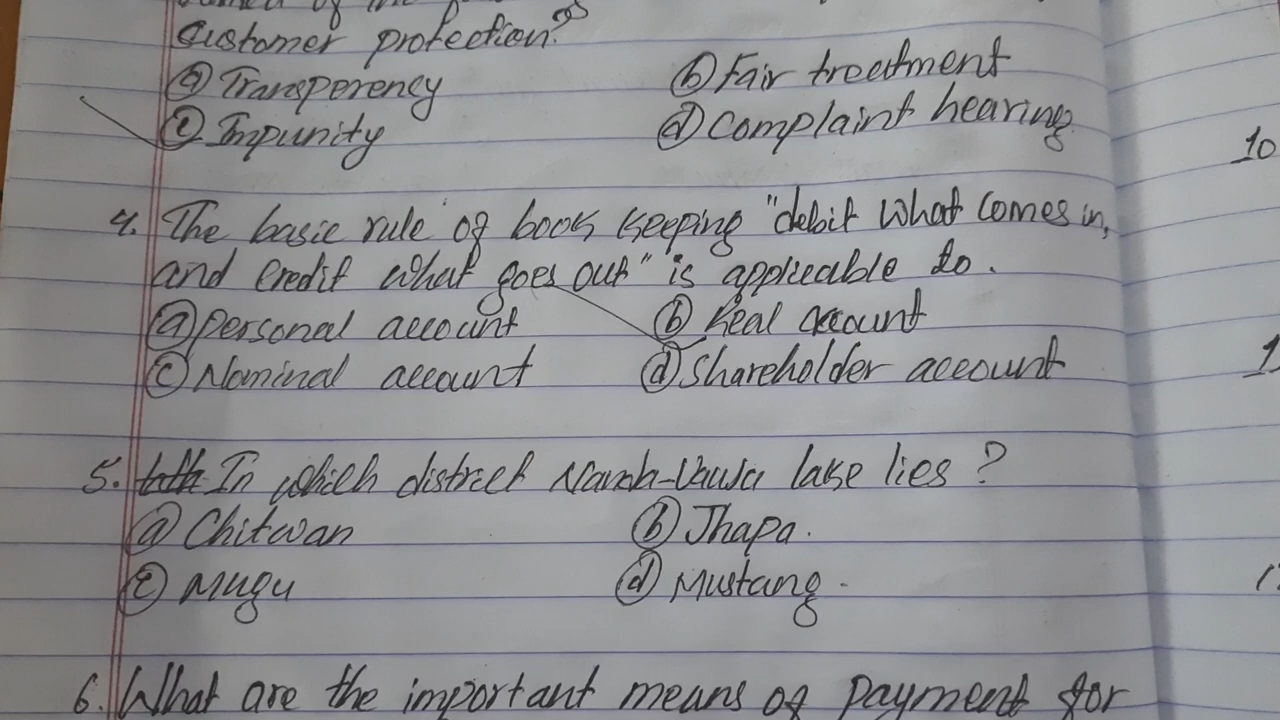 Customer protection?
(a) Transperency (b) Fair treatment
(c) Impunity (d) Complaint hearing
4. The basic rule of book keeping "debit what comes in,
and credit what goes out" is applicable to.
(a) personal account (b) Real account
(c) Nominal account (d) Shareholder account
5. In which district lake lies ?
(a) Chitwan (b) Jhapa.
(c) Mugu (d) Mustang.
6. What are the important means of payment for
10